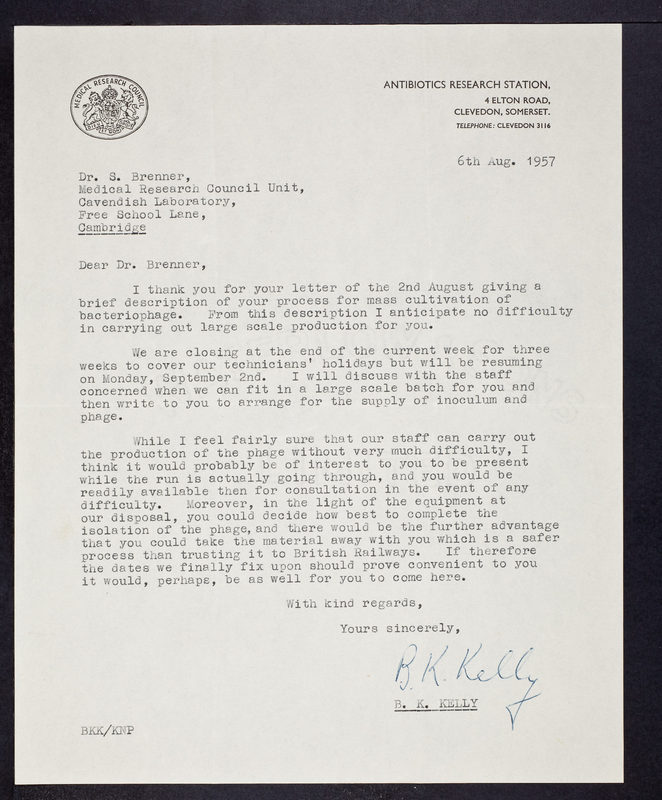 MEDICAL RESEARCH COUNCIL
ANTIBIOTICS RESEARCH STATION,
4 ELTON ROAD,
CLEVEDON, SOMERSET.
TELEPHONE: CLEVEDON 3116
6th Aug. 1957
Dr. S. Brenner,
Medical Research Council Unit,
Cavendish Laboratory,
Free School Lane,
Cambridge
Dear Dr. Brenner,
I thank you for your letter of the 2nd August giving a
brief description of your process for mass cultivation of
bacteriophage. From this description I anticipate no difficulty
in carrying out large scale production for you.
We are closing at the end of the current week for three
weeks to cover our technicians' holidays but will be resuming
on Monday, September 2nd. I will discuss with the staff
concerned when we can fit in a large scale batch for you and
then write to you to arrange for the supply of inoculum and
phage.
While I feel fairly sure that our staff can carry out
the production of the phage without very much difficulty, I
think it would probably be of interest to you to be present
while the run is actually going through, and you would be
readily available then for consultation in the event of any
difficulty. Moreover, in the light of the equipment at
our disposal, you could decide how best to complete the
isolation of the phage, and there would be the further advantage
that you could take the material away with you which is a safer
process than trusting it to British Railways. If therefore
the dates we finally fix upon should prove convenient to you
it would, perhaps, be as well for you to come here.
With kind regards,
Yours sincerely,
B. K. Kelly
B. K. KELLY
BKK/KNP